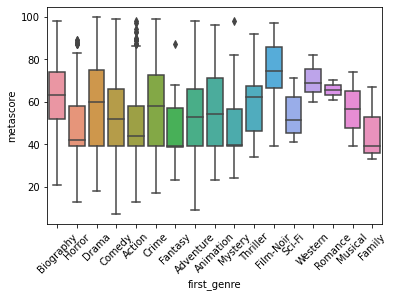 100
80
60
40
20
metascore
Biography
Horror
Drama
Comedy
Action
Crime
Fantasy
Adventure
Animation
Mystery
Thriller
Film-Noir
Sci-Fi
Western
Romance
Musical
Family
first_genre